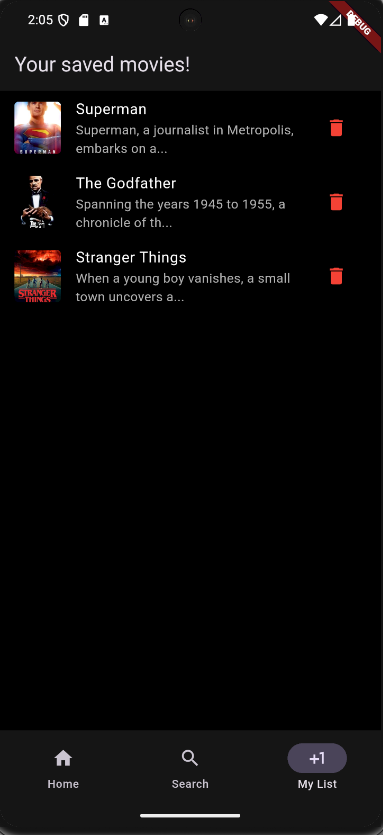 2:05
DEBUG
Your saved movies!
Superman
Superman, a journalist in Metropolis,
embarks on a...
SUPERMAN
The Godfather
Spanning the years 1945 to 1955, a
chronicle of th...
Stranger Things
When a young boy vanishes, a small
town uncovers a...
STRANGER
THINGS
+1
Home
Search
My List